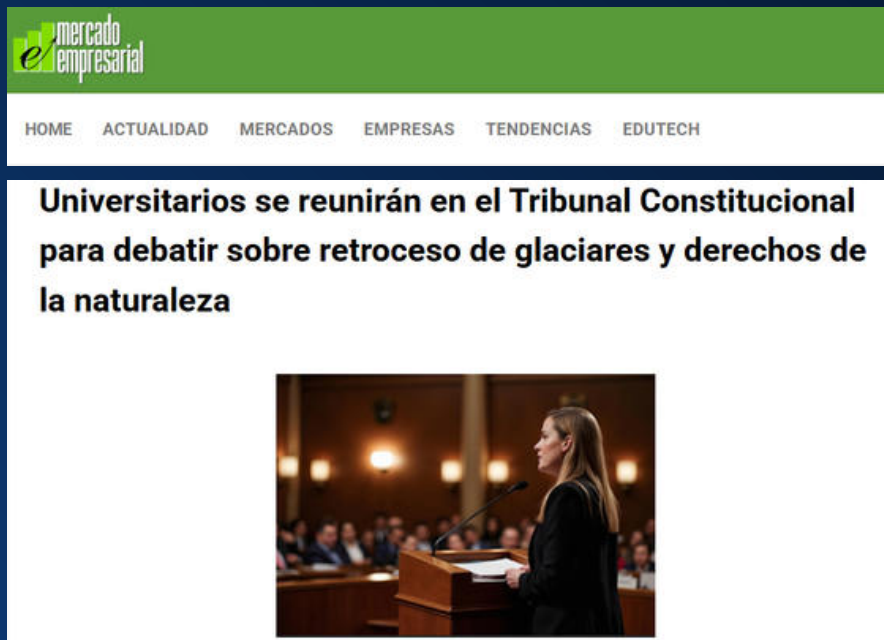 el mercado
empresarial
HOME ACTUALIDAD MERCADOS EMPRESAS TENDENCIAS EDUTECH
Universitarios se reunirán en el Tribunal Constitucional
para debatir sobre retroceso de glaciares y derechos de
la naturaleza